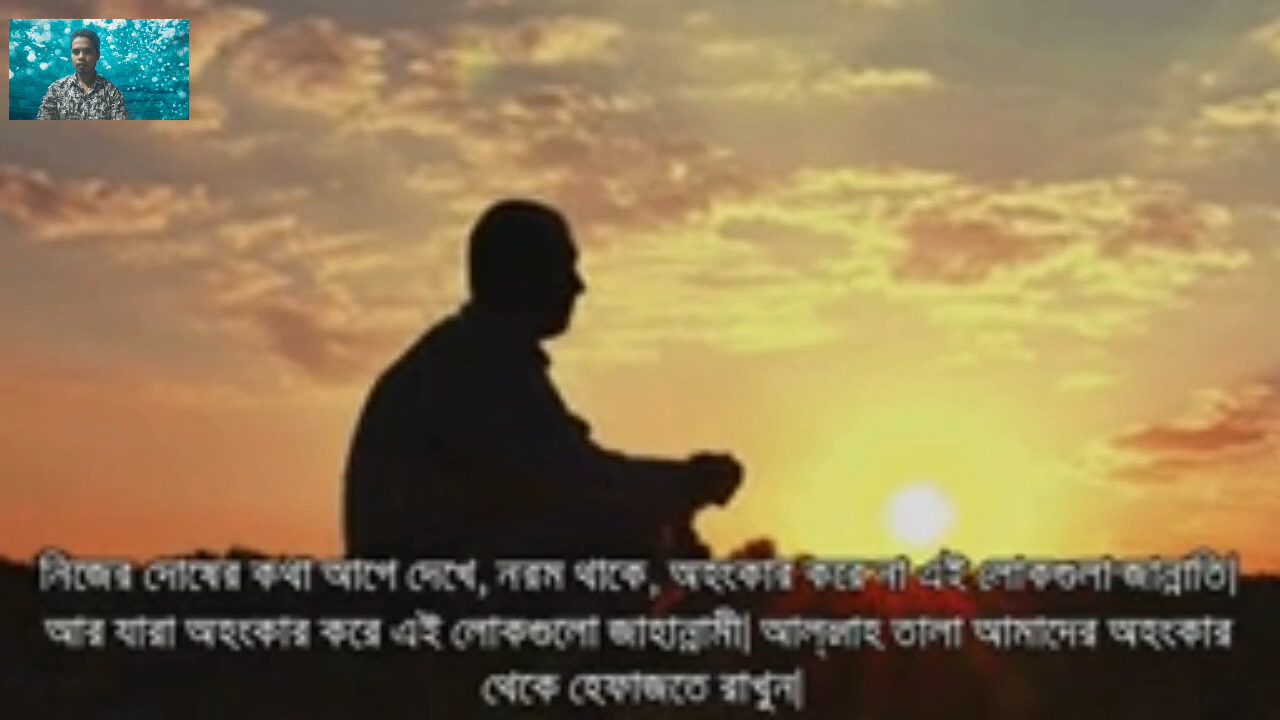 নিজের দোষের কথা আগে দেখে, নরম থাকে, অহংকার করে না এই লোকগুলা জান্নাতি|
আর যারা অহংকার করে এই লোকগুলো জাহান্নামী| আল্লাহ তালা আমাদের অহংকার
থেকে হেফাজতে রাখুন|